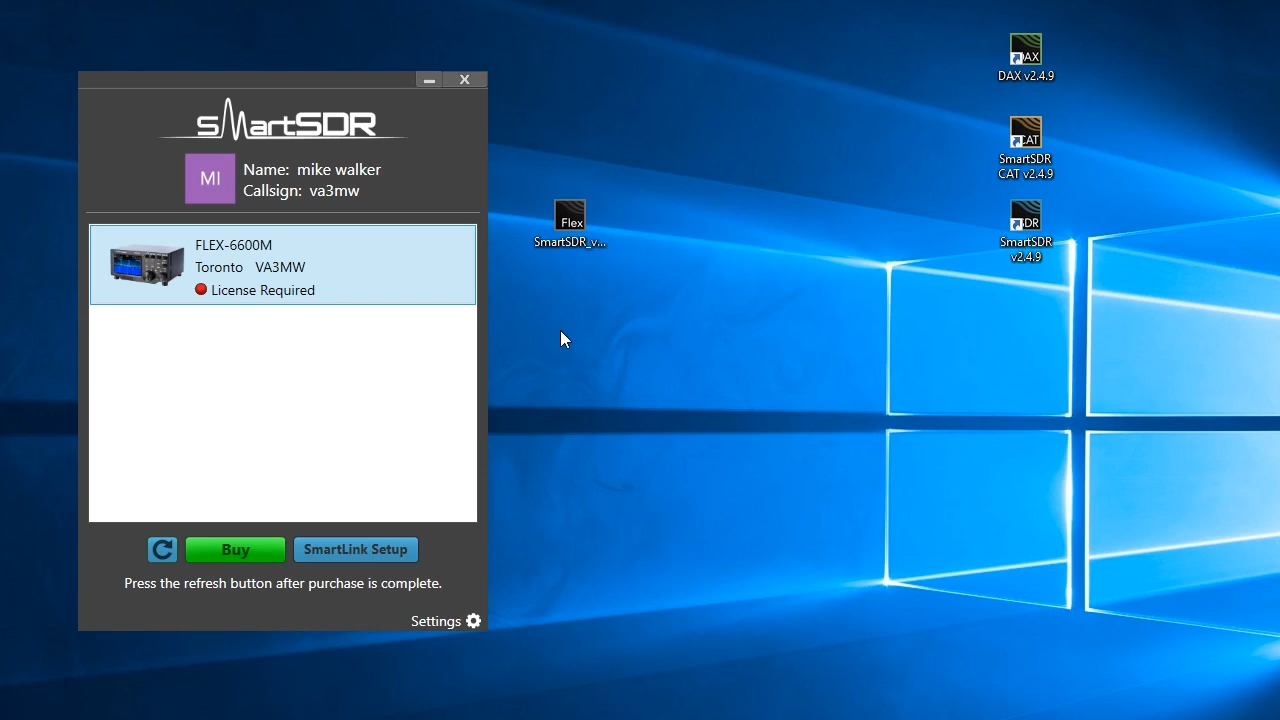 smartSDR
MI
Name: mike walker
Callsign: va3mw
FLEX-6600M
Toronto VA3MW
License Required
Buy
SmartLink Setup
Press the refresh button after purchase is complete.
Settings
Flex
SmartSDR_v...
AX
DAX v2.4.9
CAT
SmartSDR
CAT v2.4.9
SDR
SmartSDR
v2.4.9